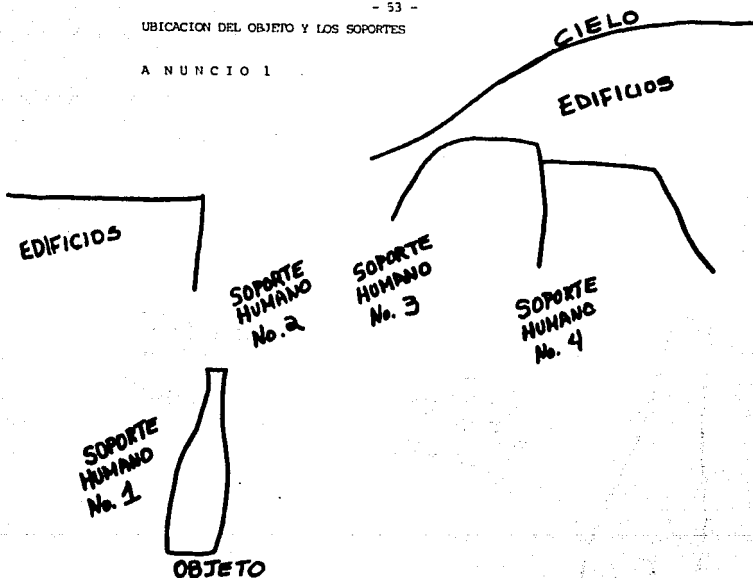 - 53 -
UBICACION DEL OBJETO Y LOS SOPORTES
A NUNCIO 1
CIELO
EDIFICIOS
EDIFICIOS
SOPORTE
HUMANO
No. 2
SOPORTE
HUMANO
No. 3
SOPORTE
HUMANO
No. 4
SOPORTE
HUMANO
No. 1
OBJETO